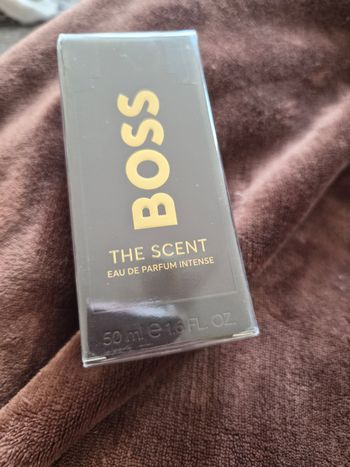 BOSS
THE SCENT
EAU DE PARFUM INTENSE
50 ml ℮ 1.6 FL. OZ.